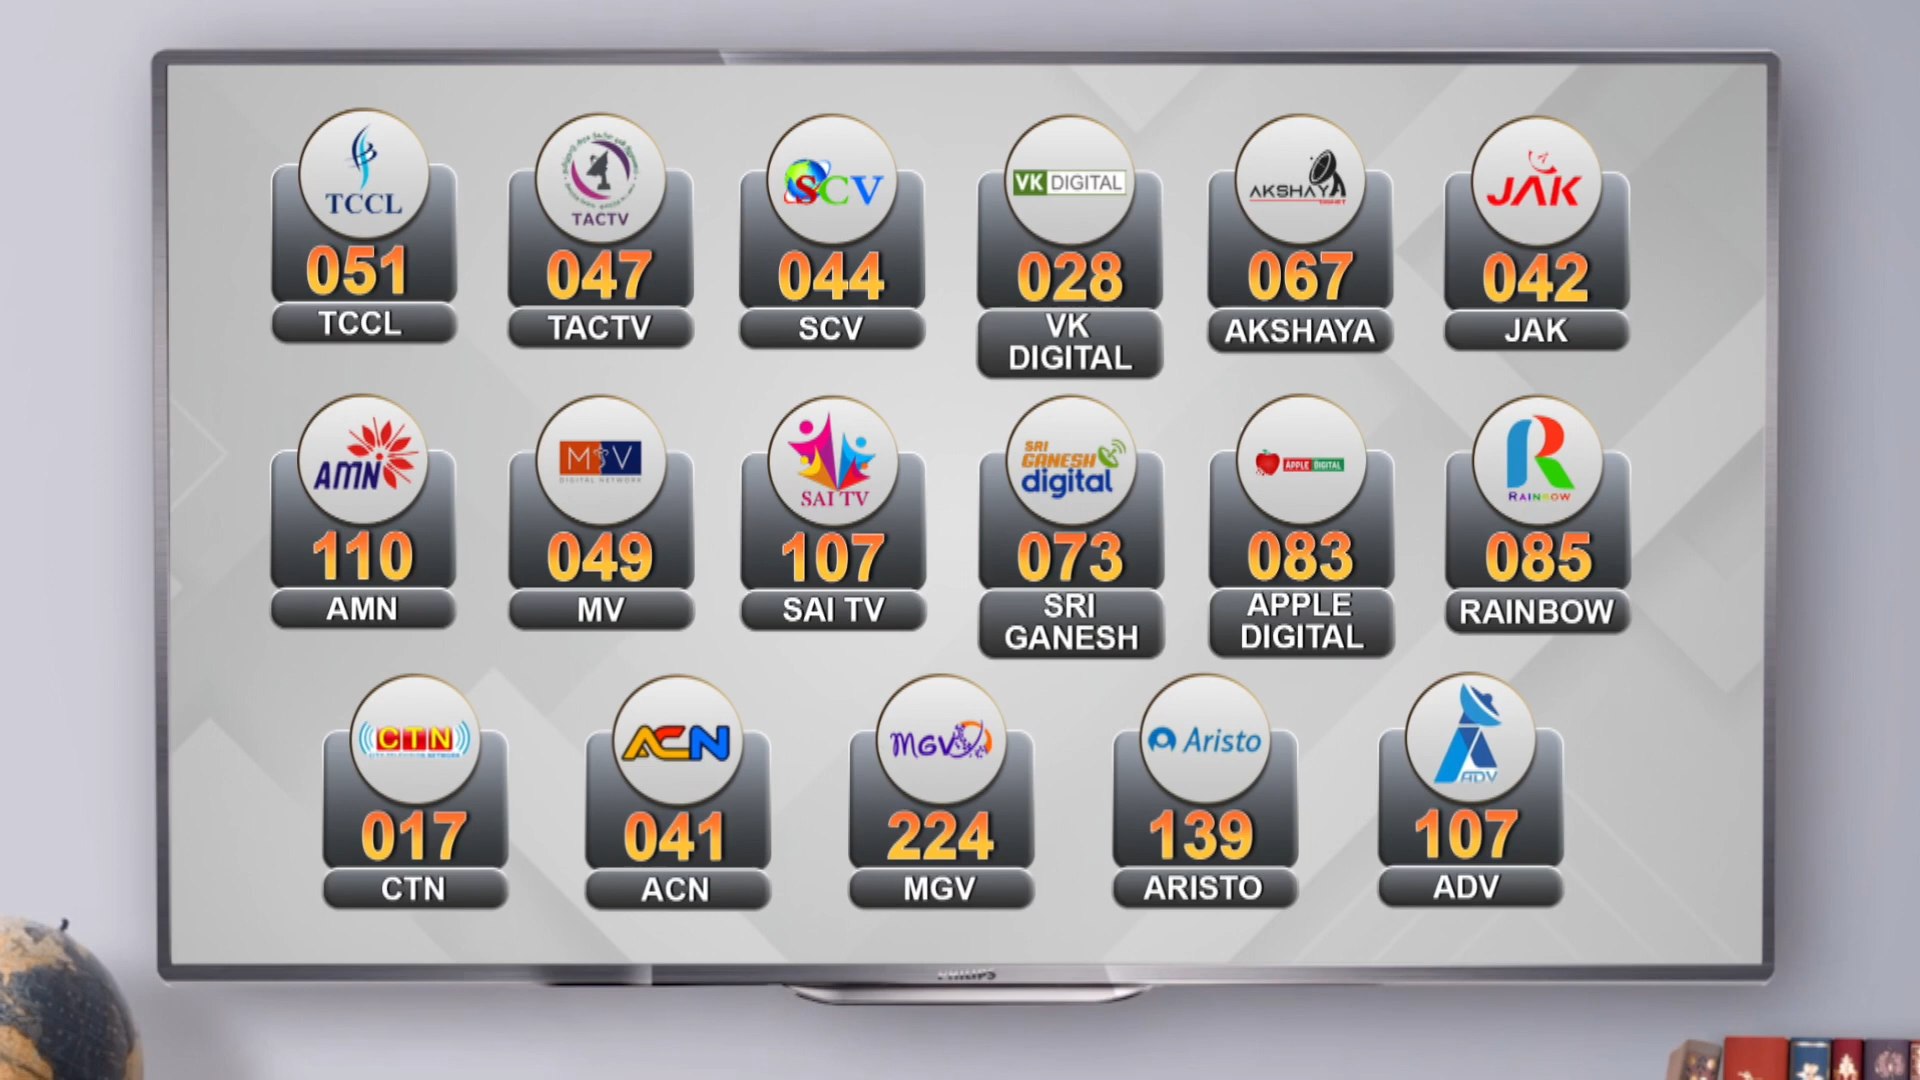 TCCL
051
TCCL
TACTV
047
TACTV
SCV
044
SCV
VK DIGITAL
028
VK
DIGITAL
AKSHAYA
067
AKSHAYA
JAK
042
JAK
AMN
110
AMN
MV
DIGITAL NETWORK
049
MV
SAI TV
107
SAI TV
SRI
GANESH
digital
073
SRI
GANESH
APPLE DIGITAL
083
APPLE
DIGITAL
RAINBOW
085
RAINBOW
CTN
017
CTN
ACN
041
ACN
MGV
224
MGV
Aristo
139
ARISTO
ADV
107
ADV
PHILIPS